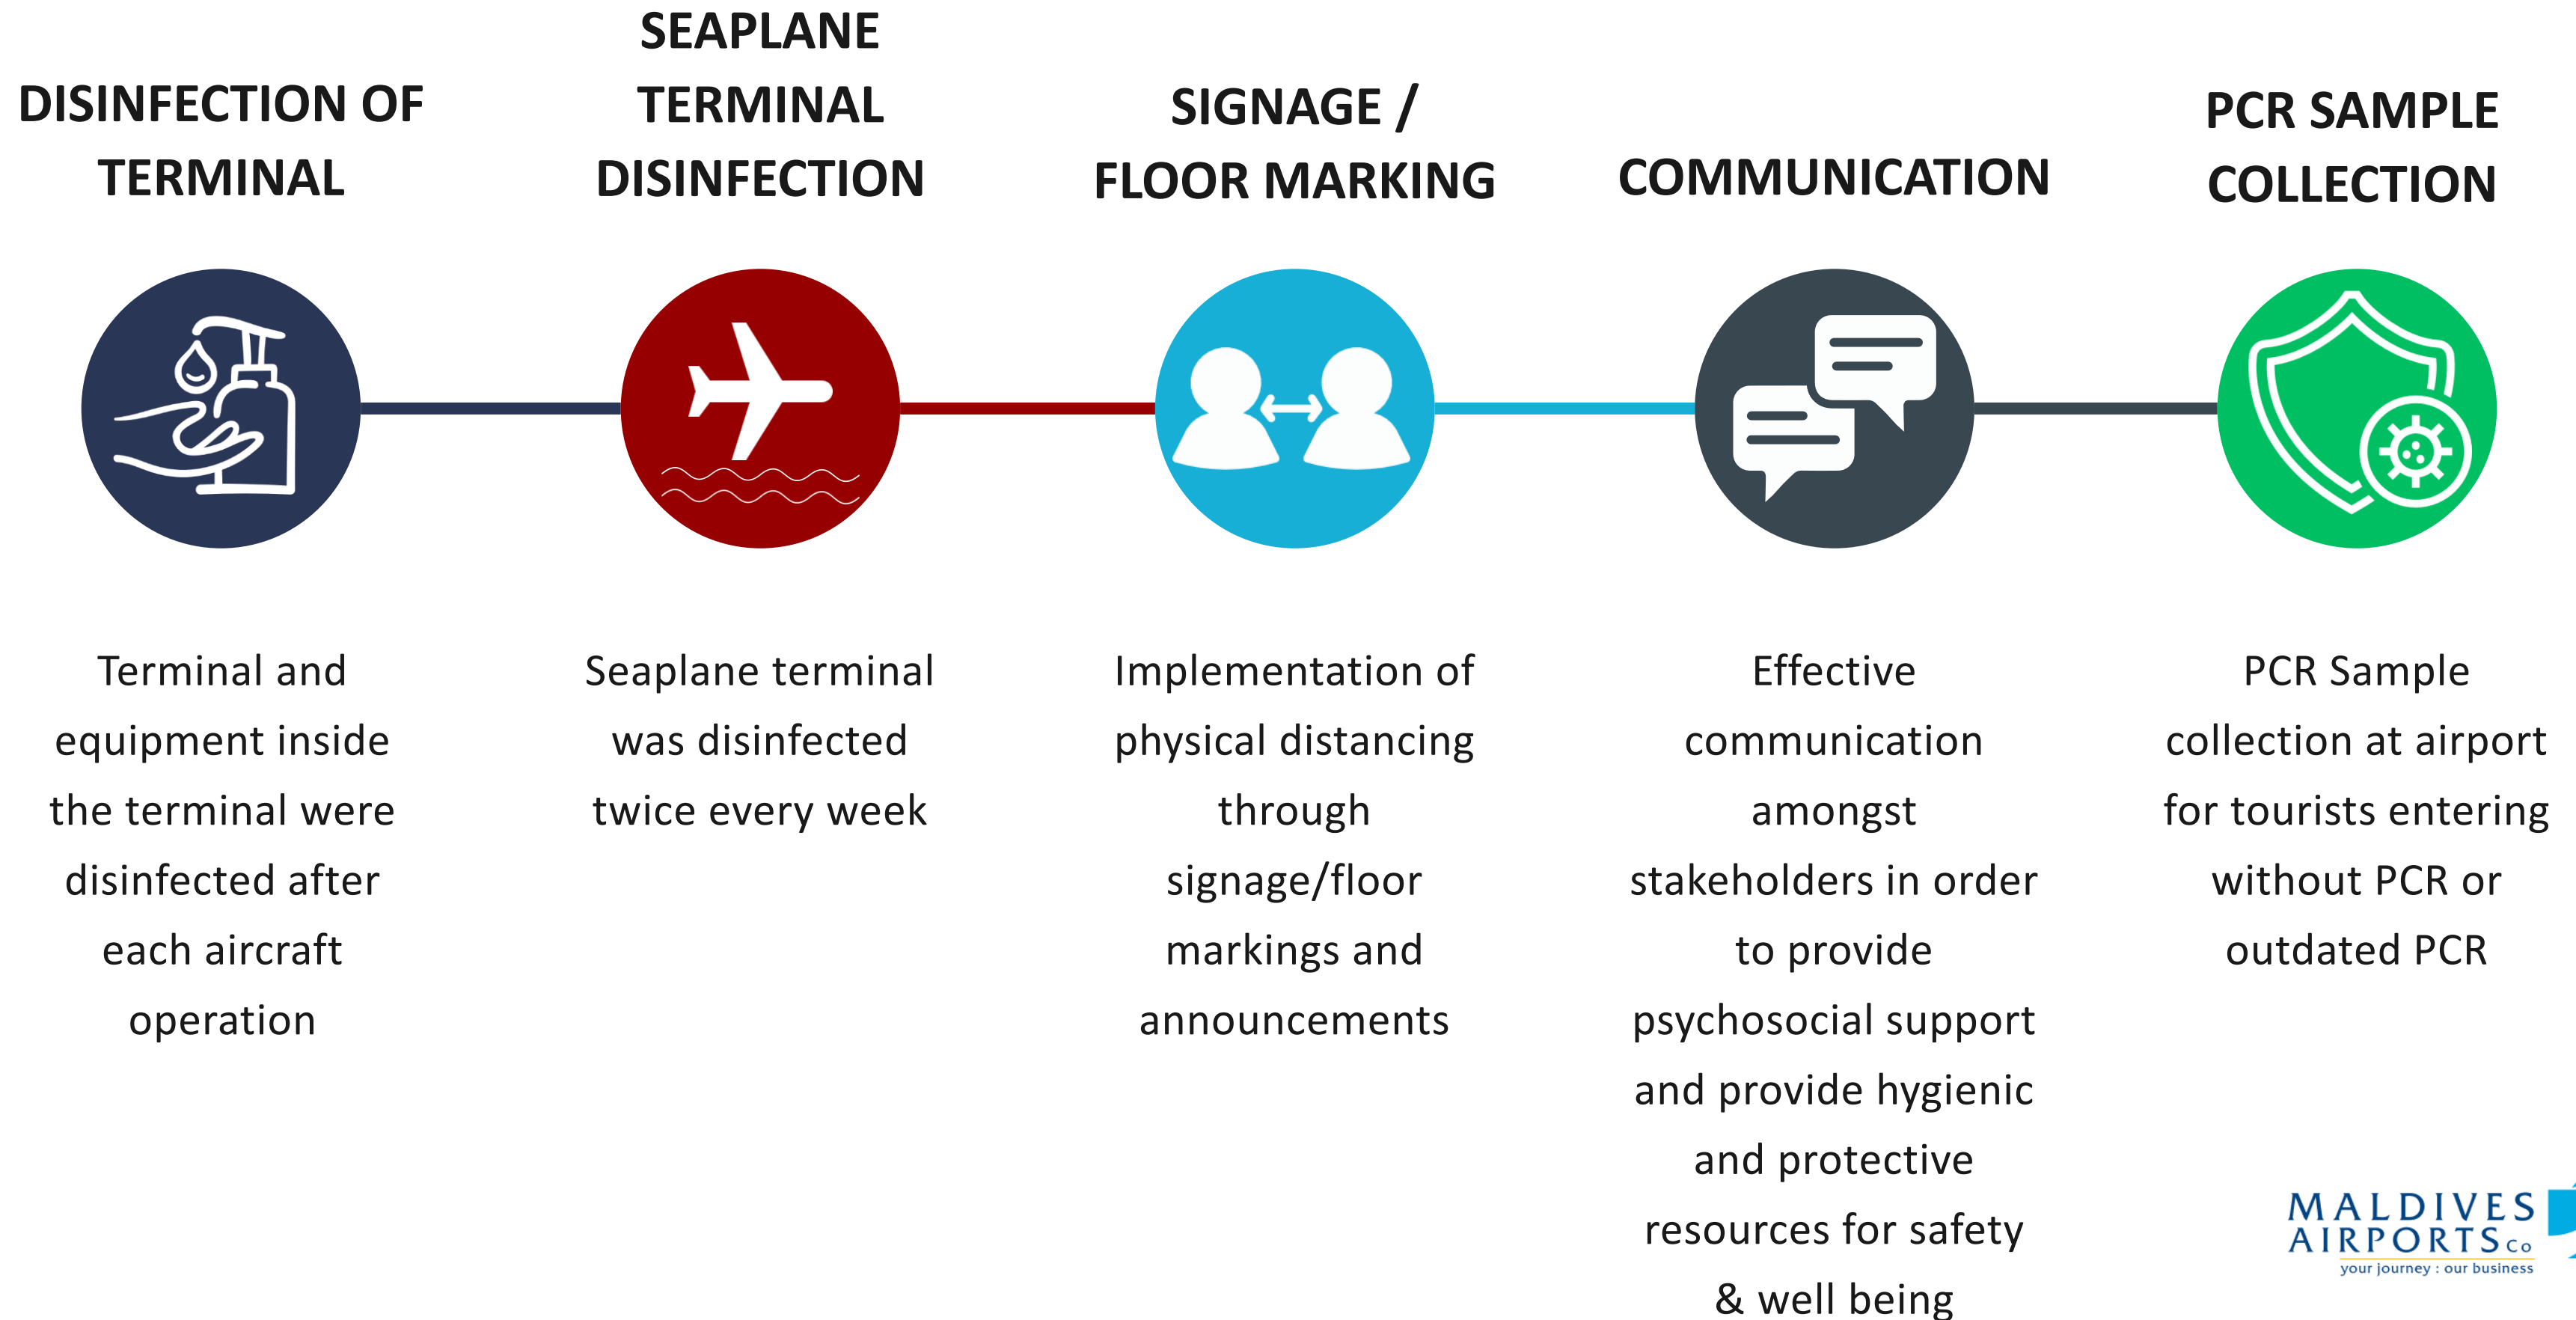 DISINFECTION OF
TERMINAL
SEAPLANE
TERMINAL
DISINFECTION
SIGNAGE /
FLOOR MARKING
COMMUNICATION
PCR SAMPLE
COLLECTION
Terminal and
equipment inside
the terminal were
disinfected after
each aircraft
operation
Seaplane terminal
was disinfected
twice every week
Implementation of
physical distancing
through
signage/floor
markings and
announcements
Effective
communication
amongst
stakeholders in order
to provide
psychosocial support
and provide hygienic
and protective
resources for safety
& well being
PCR Sample
collection at airport
for tourists entering
without PCR or
outdated PCR
MALDIVES
AIRPORTS Co
your journey : our business